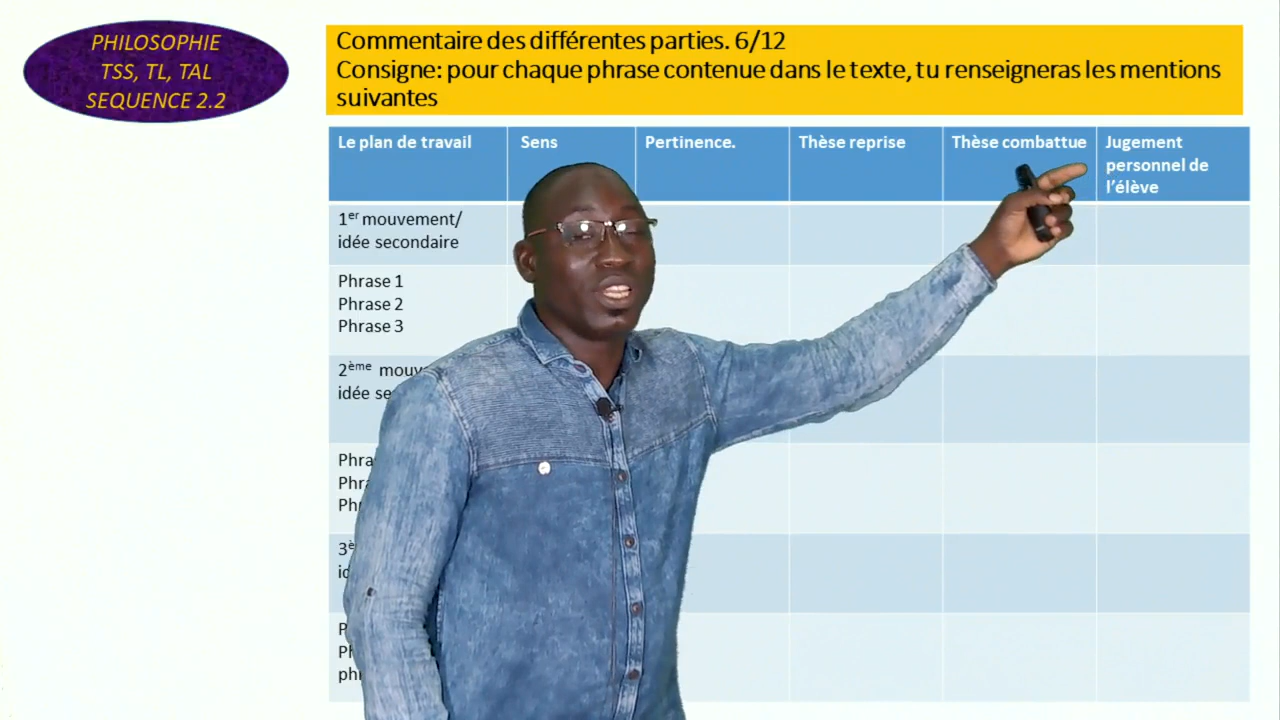 PHILOSOPHIE
TSS, TL, TAL
SEQUENCE 2.2
Commentaire des différentes parties. 6/12
Consigne: pour chaque phrase contenue dans le texte, tu renseigneras les mentions
suivantes
Le plan de travail
Sens
Pertinence.
Thèse reprise
Thèse combattue
Jugement
personnel de
l'élève
1er mouvement/
idée secondaire
Phrase 1
Phrase 2
Phrase 3
2ème
idée